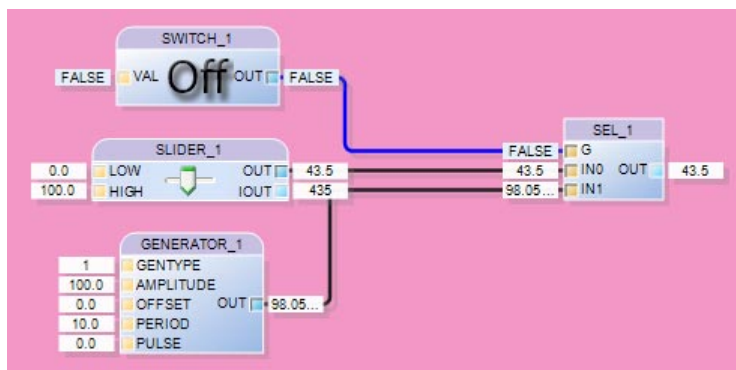 SWITCH_1
FALSE VAL Off OUT FALSE
SEL_1
SLIDER_1
FALSE G
0.0 LOW OUT 43.5
43.5 IN0 OUT 43.5
100.0 HIGH IOUT 435
98.05... IN1
GENERATOR_1
1 GENTYPE
100.0 AMPLITUDE
0.0 OFFSET OUT 98.05...
10.0 PERIOD
0.0 PULSE